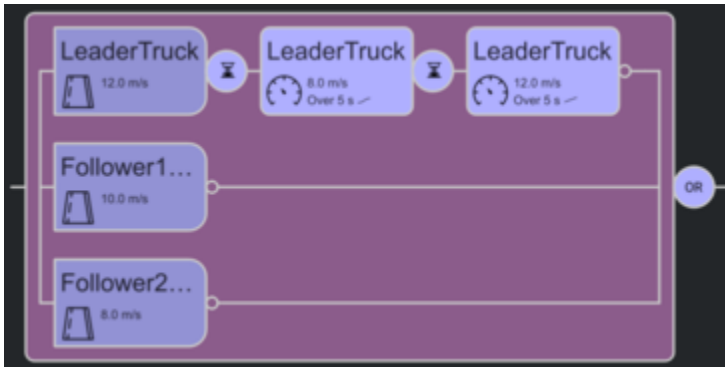 LeaderTruck
12.0 m/s
LeaderTruck
8.0 m/s
Over 5 s
LeaderTruck
12.0 m/s
Over 5 s
Follower1...
10.0 m/s
OR
Follower2...
8.0 m/s